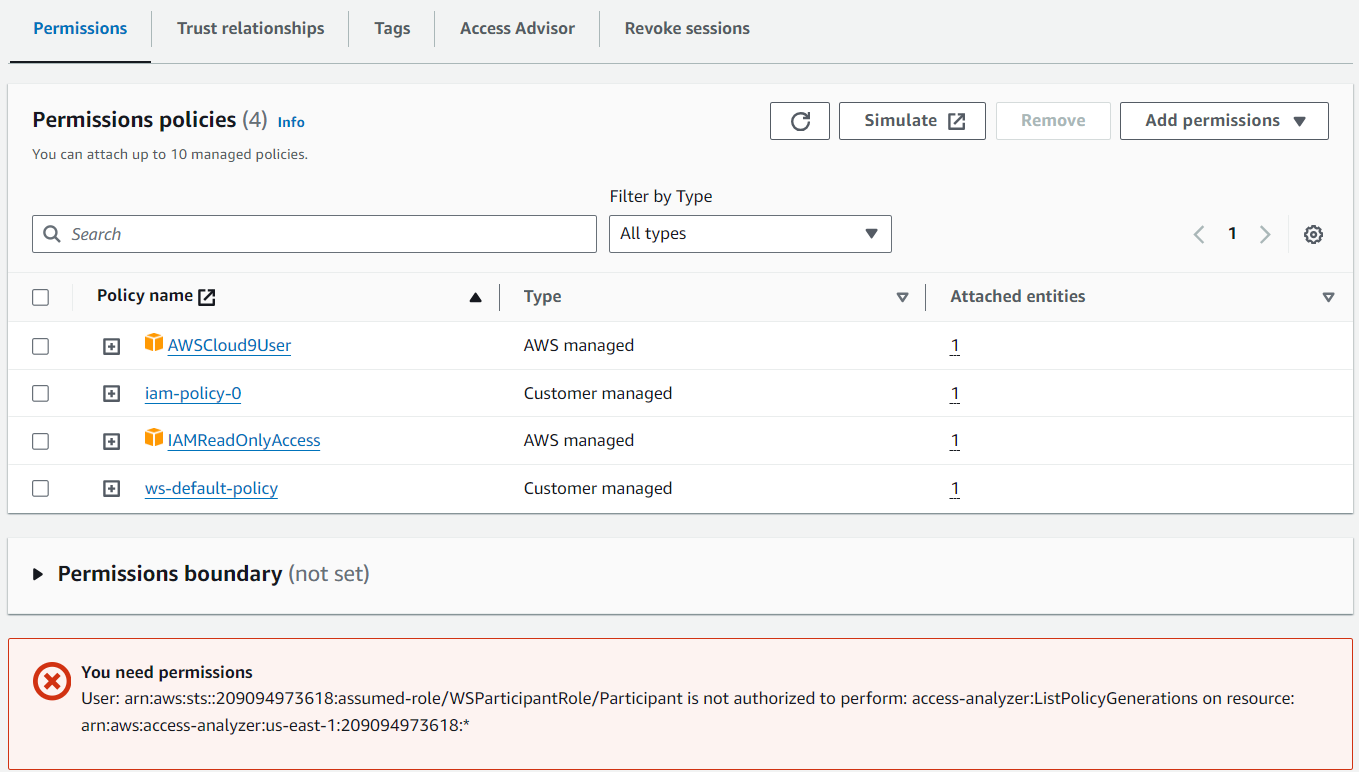 Permissions
Trust relationships
Tags
Access Advisor
Revoke sessions
Permissions policies (4) Info
Simulate
Remove
Add permissions
You can attach up to 10 managed policies.
Filter by Type
Search
All types
1
Policy name
Type
Attached entities
AWSCloud9User AWS managed 1
iam-policy-0 Customer managed 1
IAMReadOnlyAccess AWS managed 1
ws-default-policy Customer managed 1
Permissions boundary (not set)
You need permissions
User: arn:aws:sts::209094973618:assumed-role/WSParticipantRole/Participant is not authorized to perform: access-analyzer:ListPolicyGenerations on resource:
arn:aws:access-analyzer:us-east-1:209094973618:*